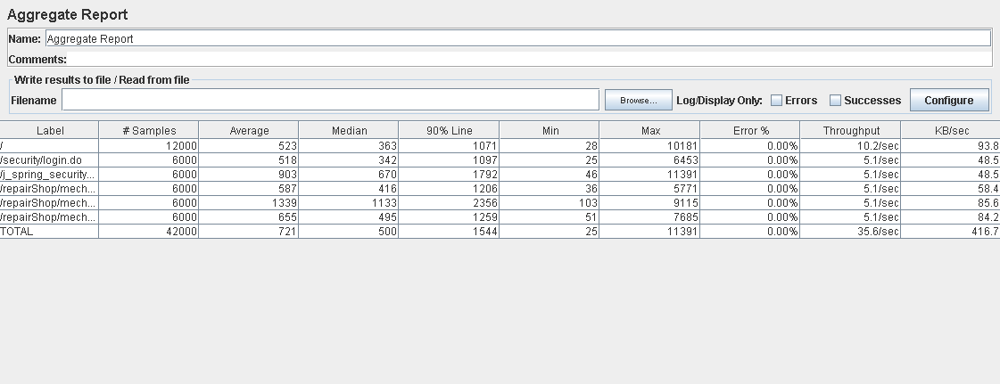 Aggregate Report
Name: Aggregate Report
Comments:
Write results to file / Read from file
Filename Browse... Log/Display Only: Errors Successes Configure
Label # Samples Average Median 90% Line Min Max Error % Throughput KB/sec
/ 12000 523 363 1071 28 10181 0.00% 10.2/sec 93.8
/security/login.do 6000 518 342 1097 25 6453 0.00% 5.1/sec 48.5
/j_spring_security... 6000 903 670 1792 46 11391 0.00% 5.1/sec 48.5
/repairShop/mech... 6000 587 416 1206 36 5771 0.00% 5.1/sec 58.4
/repairShop/mech... 6000 1339 1133 2356 103 9115 0.00% 5.1/sec 85.6
/repairShop/mech... 6000 655 495 1259 51 7685 0.00% 5.1/sec 84.2
TOTAL 42000 721 500 1544 25 11391 0.00% 35.6/sec 416.7